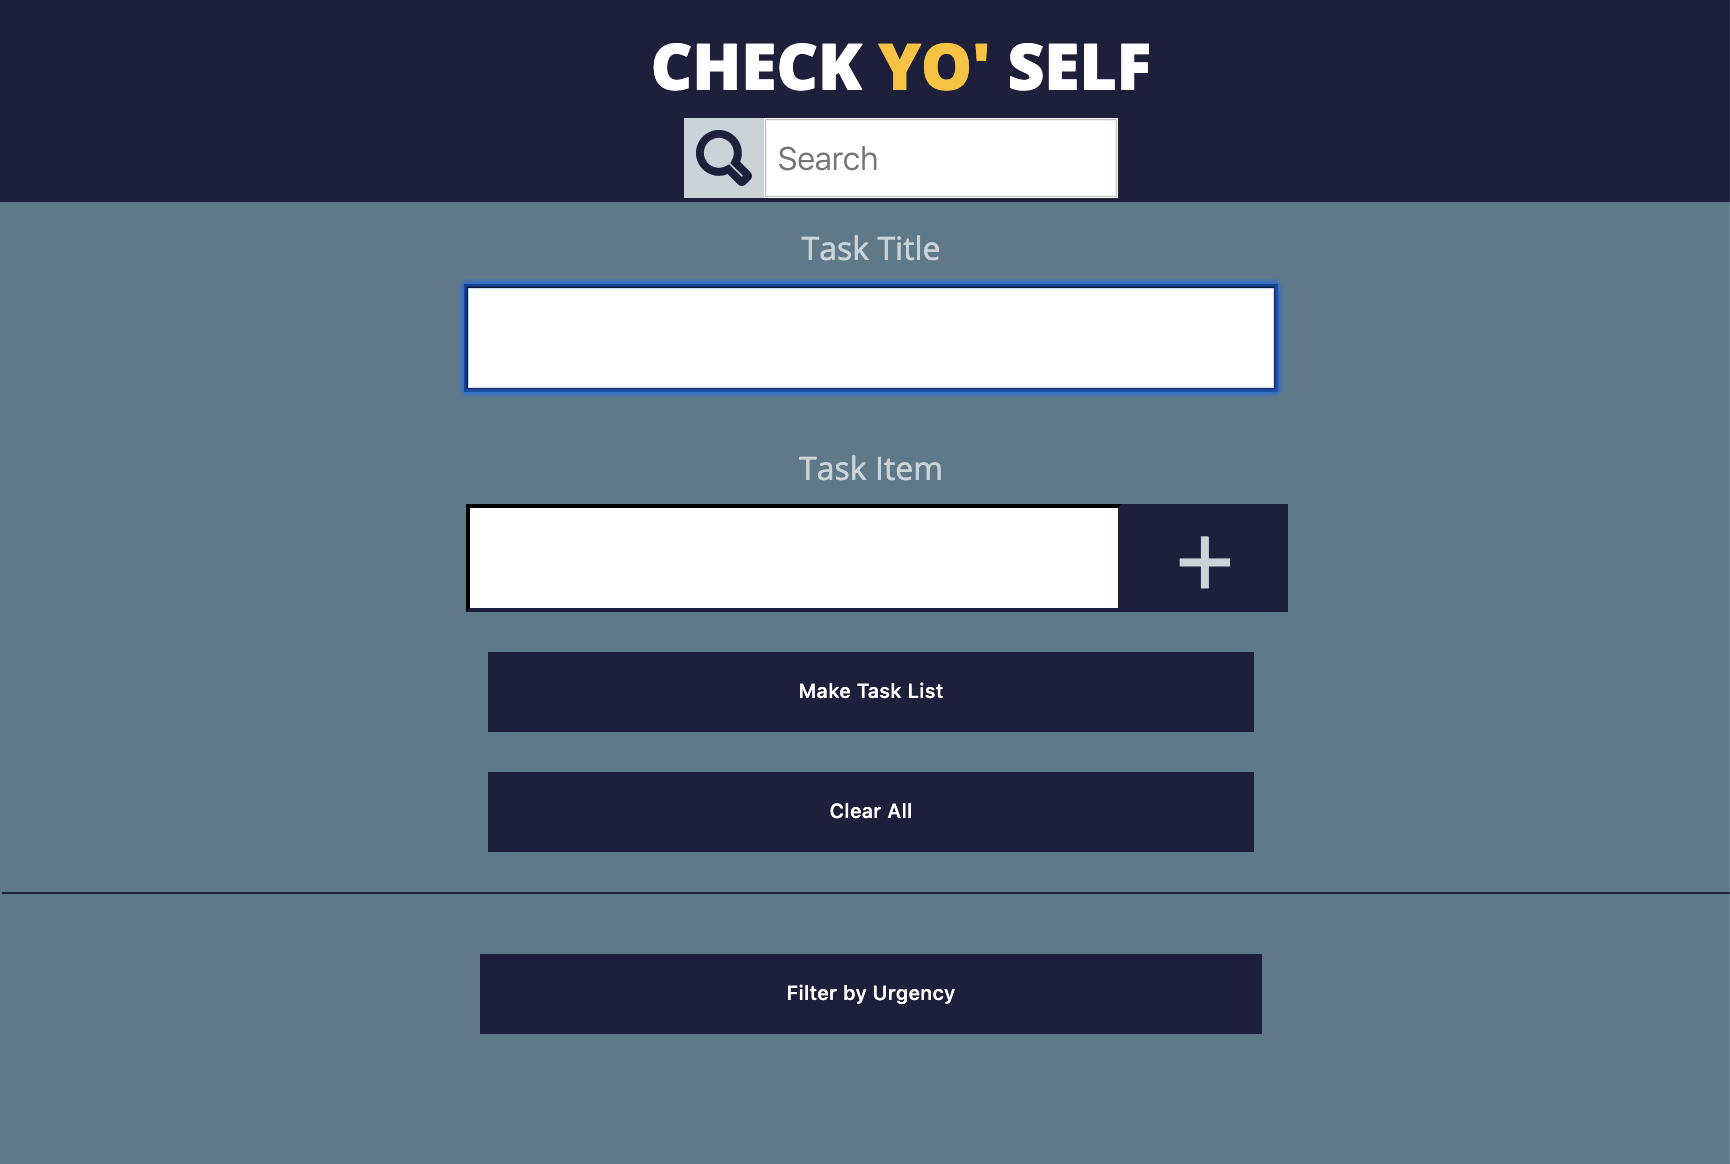 CHECK YO' SELF
Search
Task Title
Task Item
Make Task List
Clear All
Filter by Urgency